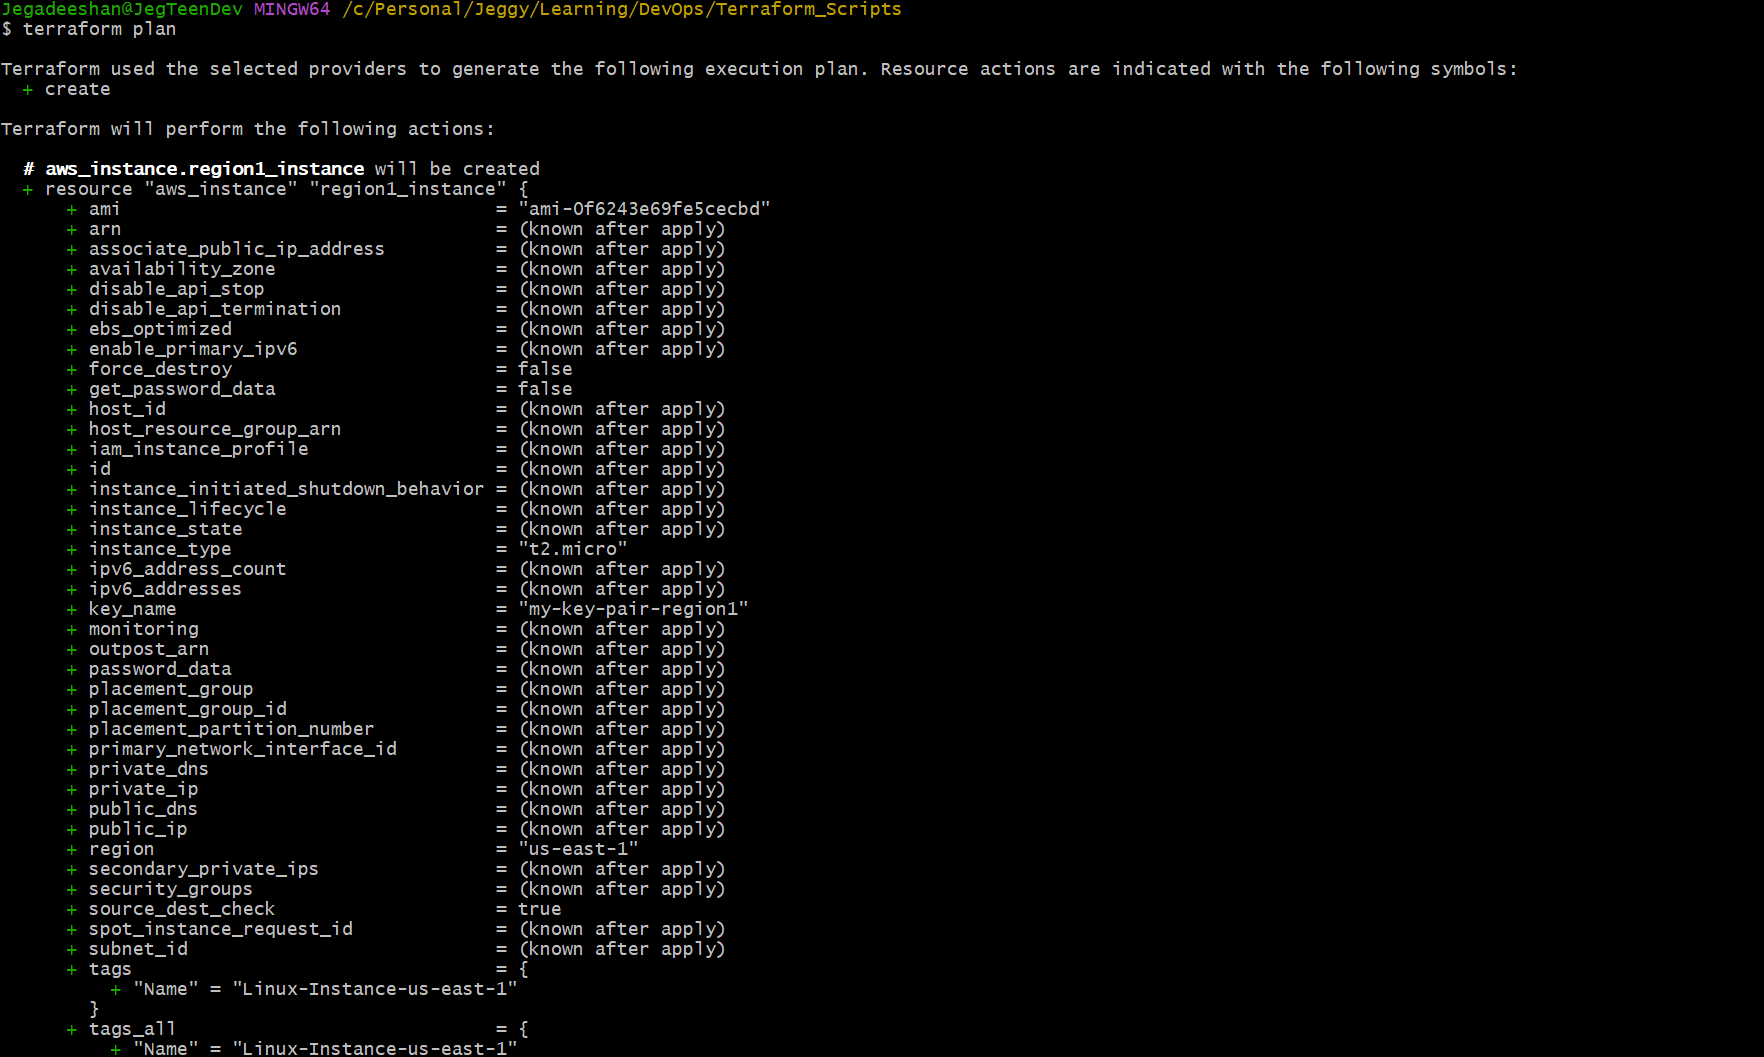 Jegadeeshan@JegTeenDev MINGW64 /c/Personal/Jeggy/Learning/DevOps/Terraform_Scripts
$ terraform plan
Terraform used the selected providers to generate the following execution plan. Resource actions are indicated with the following symbols:
+ create
Terraform will perform the following actions:
# aws_instance.region1_instance will be created
+ resource "aws_instance" "region1_instance" {
+ ami = "ami-0f6243e69fe5cecbd"
+ arn = (known after apply)
+ associate_public_ip_address = (known after apply)
+ availability_zone = (known after apply)
+ disable_api_stop = (known after apply)
+ disable_api_termination = (known after apply)
+ ebs_optimized = (known after apply)
+ enable_primary_ipv6 = (known after apply)
+ force_destroy = false
+ get_password_data = false
+ host_id = (known after apply)
+ host_resource_group_arn = (known after apply)
+ iam_instance_profile = (known after apply)
+ id = (known after apply)
+ instance_initiated_shutdown_behavior = (known after apply)
+ instance_lifecycle = (known after apply)
+ instance_state = (known after apply)
+ instance_type = "t2.micro"
+ ipv6_address_count = (known after apply)
+ ipv6_addresses = (known after apply)
+ key_name = "my-key-pair-region1"
+ monitoring = (known after apply)
+ outpost_arn = (known after apply)
+ password_data = (known after apply)
+ placement_group = (known after apply)
+ placement_group_id = (known after apply)
+ placement_partition_number = (known after apply)
+ primary_network_interface_id = (known after apply)
+ private_dns = (known after apply)
+ private_ip = (known after apply)
+ public_dns = (known after apply)
+ public_ip = (known after apply)
+ region = "us-east-1"
+ secondary_private_ips = (known after apply)
+ security_groups = (known after apply)
+ source_dest_check = true
+ spot_instance_request_id = (known after apply)
+ subnet_id = (known after apply)
+ tags = {
+ "Name" = "Linux-Instance-us-east-1"
}
+ tags_all = {
+ "Name" = "Linux-Instance-us-east-1"